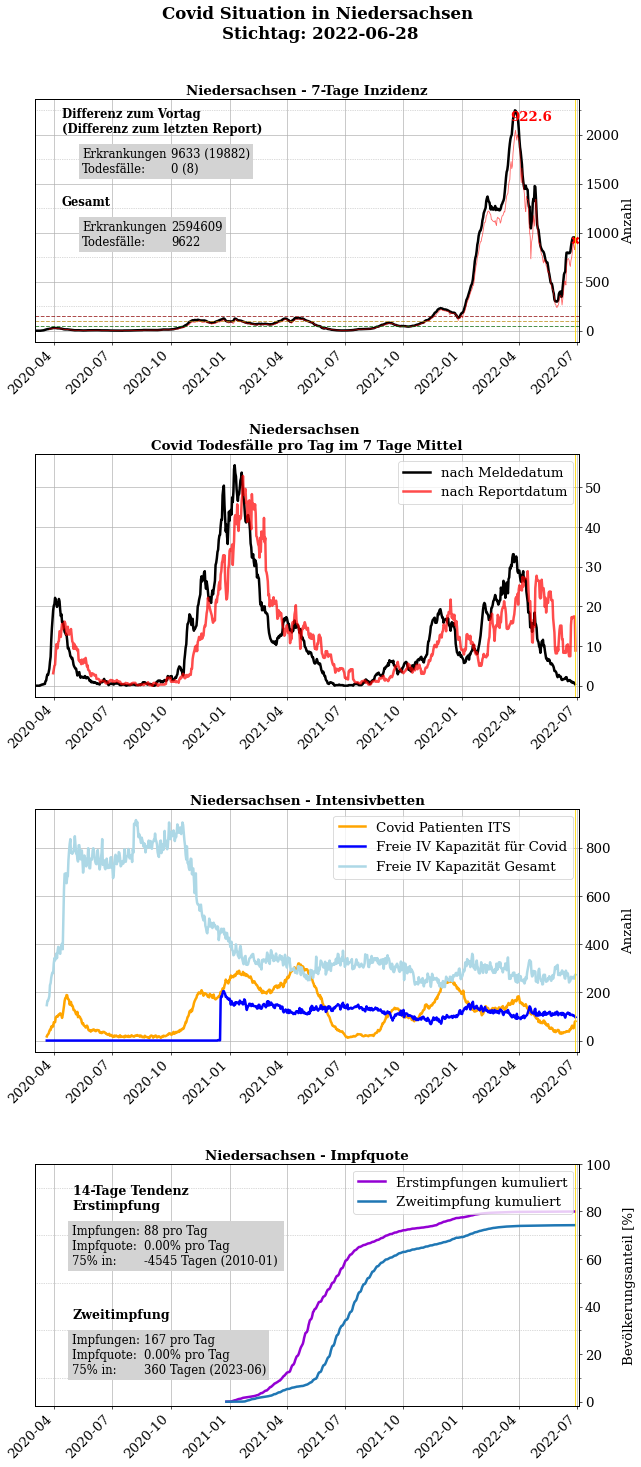 Covid Situation in Niedersachsen
Stichtag: 2022-06-28
Niedersachsen - 7-Tage Inzidenz
Differenz zum Vortag
(Differenz zum letzten Report)
Erkrankungen 9633 (19882)
Todesfälle: 0 (8)
Gesamt
Erkrankungen 2594609
Todesfälle: 9622
922.6
2000
1500
1000
500
0
Anzahl
2020-04 2020-07 2020-10 2021-01 2021-04 2021-07 2021-10 2022-01 2022-04 2022-07
Niedersachsen
Covid Todesfälle pro Tag im 7 Tage Mittel
nach Meldedatum
nach Reportdatum
50
40
30
20
10
0
2020-04 2020-07 2020-10 2021-01 2021-04 2021-07 2021-10 2022-01 2022-04 2022-07
Niedersachsen - Intensivbetten
Covid Patienten ITS
Freie IV Kapazität für Covid
Freie IV Kapazität Gesamt
800
600
400
200
0
Anzahl
2020-04 2020-07 2020-10 2021-01 2021-04 2021-07 2021-10 2022-01 2022-04 2022-07
Niedersachsen - Impfquote
Erstimpfungen kumuliert
Zweitimpfung kumuliert
14-Tage Tendenz
Erstimpfung
Impfungen: 88 pro Tag
Impfquote: 0.00% pro Tag
75% in: -4545 Tagen (2010-01)
Zweitimpfung
Impfungen: 167 pro Tag
Impfquote: 0.00% pro Tag
75% in: 360 Tagen (2023-06)
100
80
60
40
20
0
Bevölkerungsanteil [%]
2020-04 2020-07 2020-10 2021-01 2021-04 2021-07 2021-10 2022-01 2022-04 2022-07